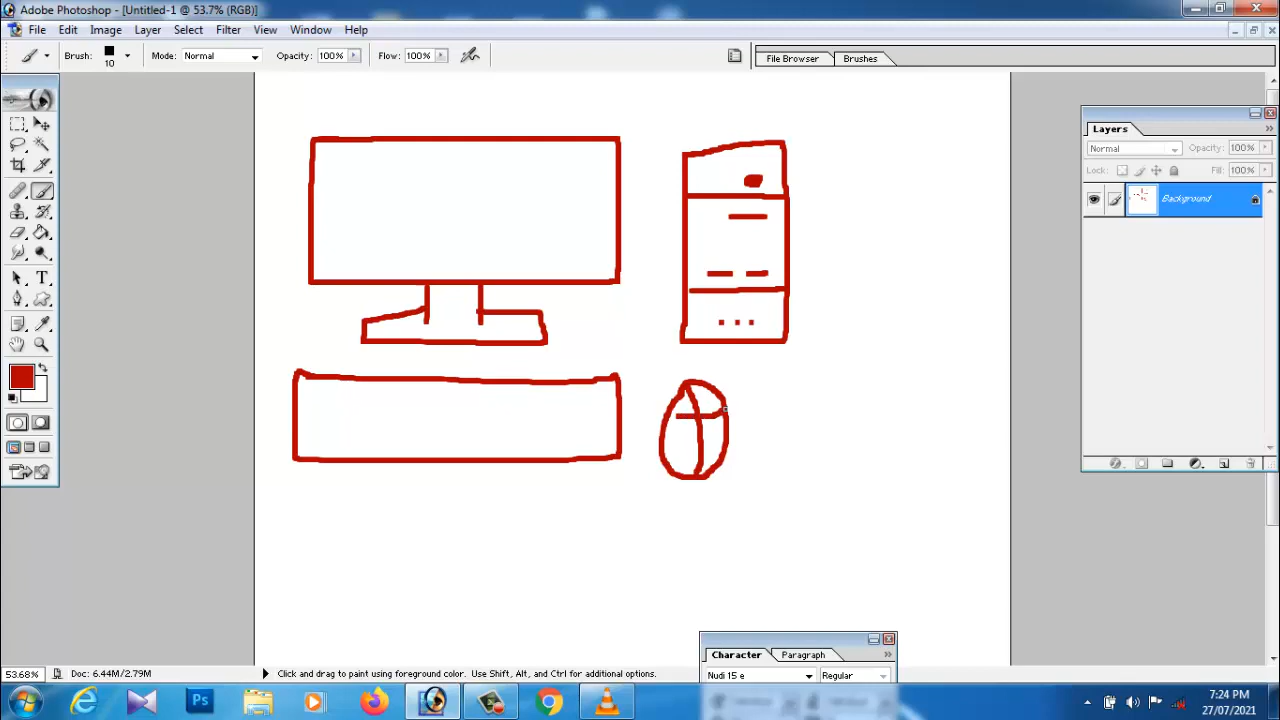 Adobe Photoshop - [Untitled-1 @ 53.7% (RGB)]
File Edit Image Layer Select Filter View Window Help
Brush: 10 Mode: Normal Opacity: 100% Flow: 100% File Browser Brushes
Layers
Normal Opacity: 100%
Lock: Fill: 100%
Background
T
Character Paragraph
53.68% Doc: 6.44M/2.79M Click and drag to paint using foreground color. Use Shift, Alt, and Ctrl for additional options.
Nudi 15 e Regular
Ps
7:24 PM
27/07/2021